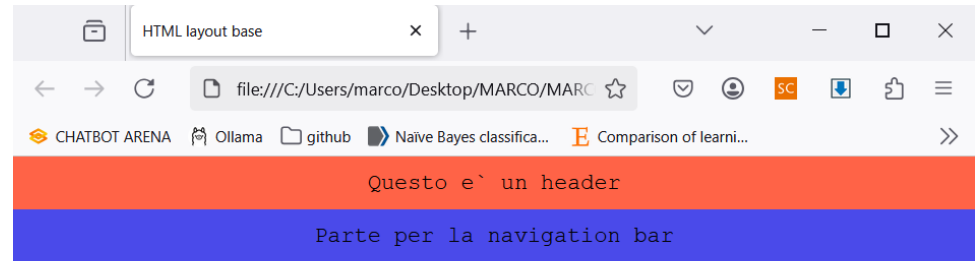 HTML layout base
file:///C:/Users/marco/Desktop/MARCO/MARC
SC
CHATBOT ARENA Ollama github Naïve Bayes classifica... E Comparison of learni...
Questo e` un header
Parte per la navigation bar